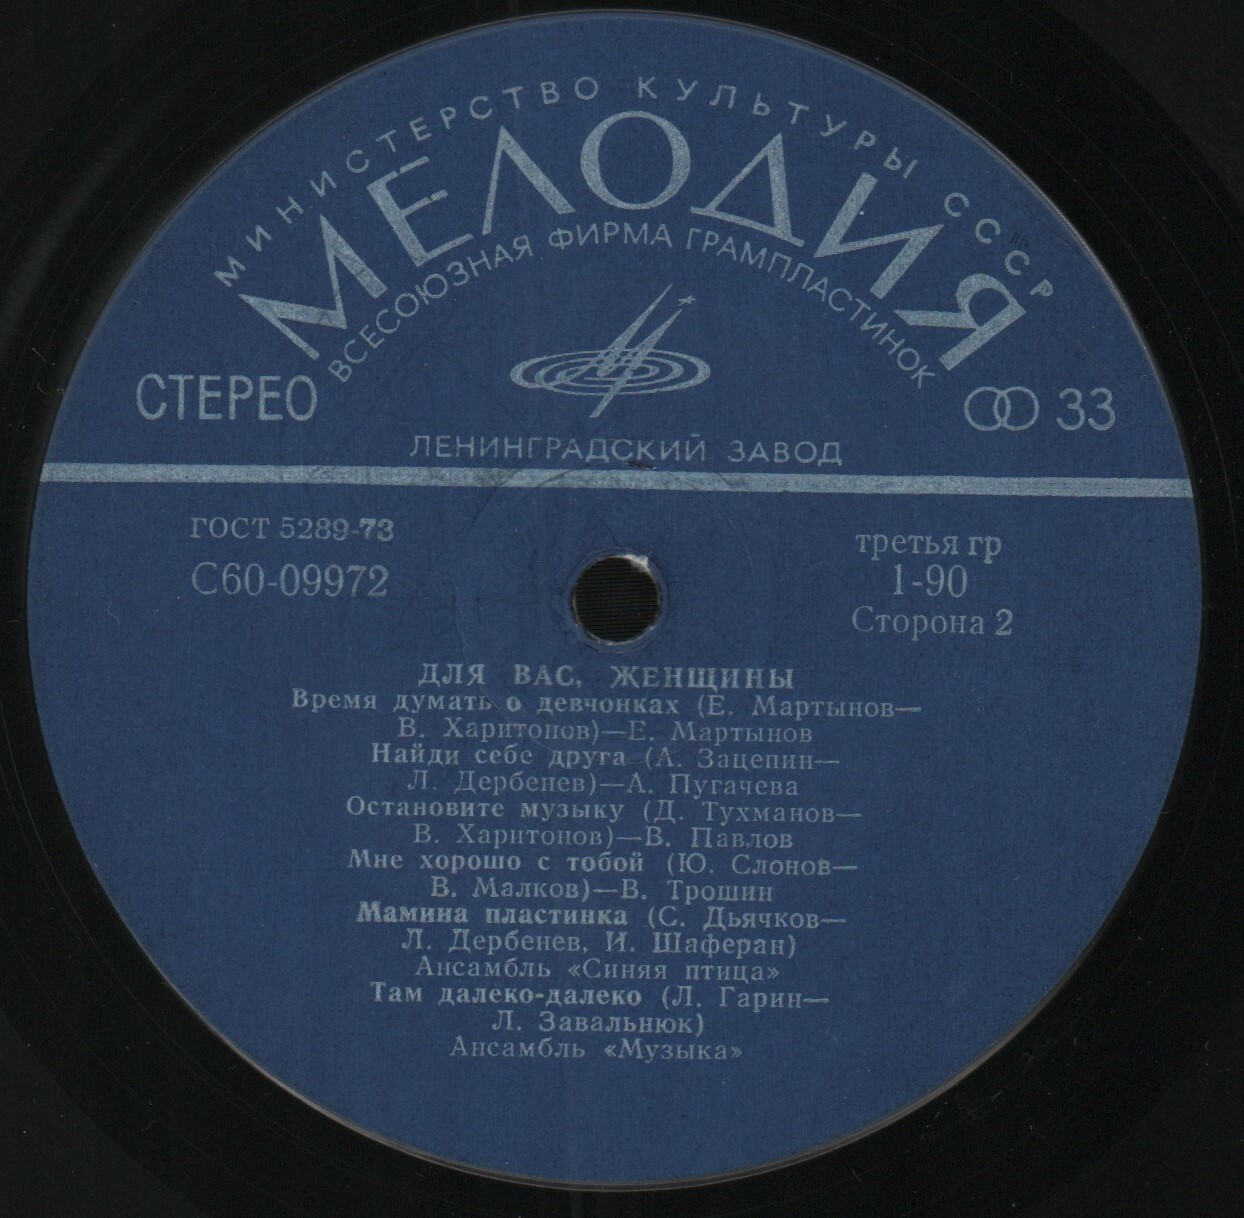 МИНИСТЕРСТВО КУЛЬТУРЫ СССР
МЕЛОДИЯ
ВСЕСОЮЗНАЯ ФИРМА ГРАМПЛАСТИНОК
СТЕРЕО
33
ЛЕНИНГРАДСКИЙ ЗАВОД
ГОСТ 5289-73
третья гр
С60-09972
1-90
Сторона 2
ДЛЯ ВАС, ЖЕНЩИНЫ
Время думать о девчонках (Е. Мартынов—
В. Харитонов)—Е. Мартынов
Найди себе друга (А. Зацепин—
Л. Дербенев)—А. Пугачева
Остановите музыку (Д. Тухманов—
В. Харитонов)—В. Павлов
Мне хорошо с тобой (Ю. Слонов—
В. Малков)—В. Трошин
Мамина пластинка (С. Дьячков—
Л. Дербенев, И. Шаферан)
Ансамбль «Синяя птица»
Там далеко-далеко (Л. Гарин—
Л. Завальнюк)
Ансамбль «Музыка»